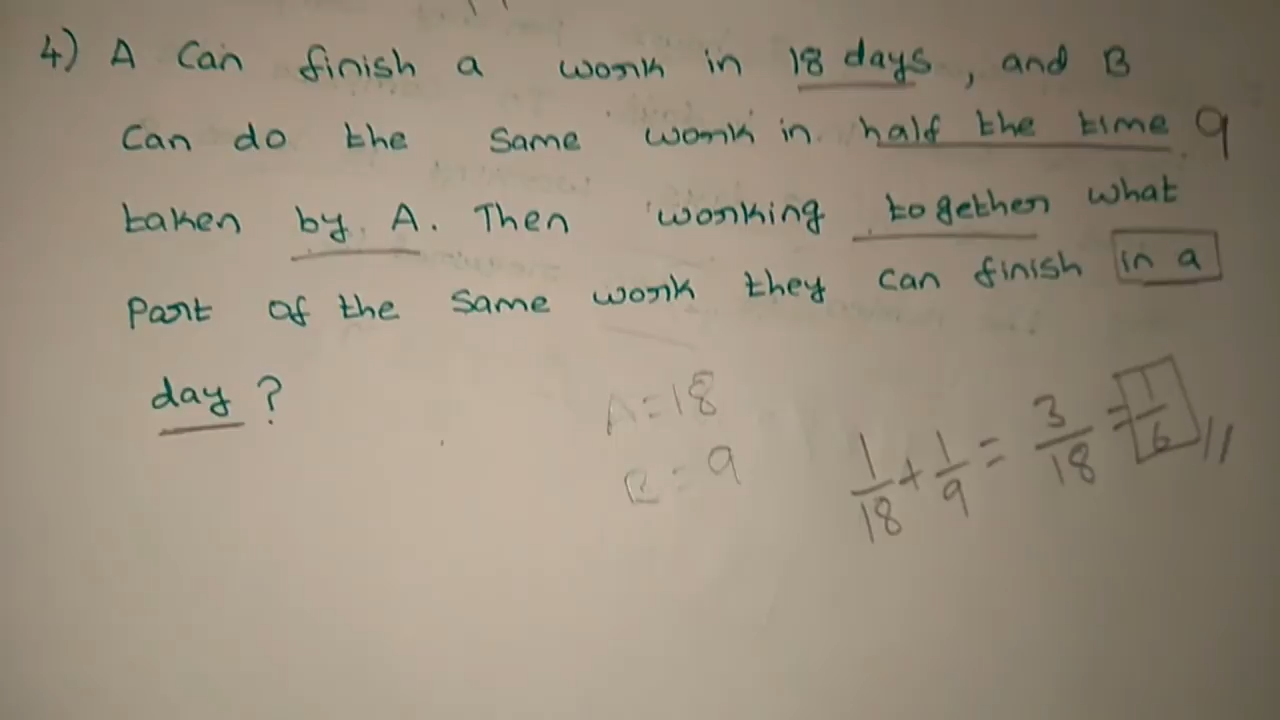 4) A Can finish a work in 18 days, and B
Can do the same work in half the time 9
taken by A. Then working together what
Part of the same work they can finish in a
day?
A=18
B=9
1/18 + 1/9 = 3/18 = 1/6 //